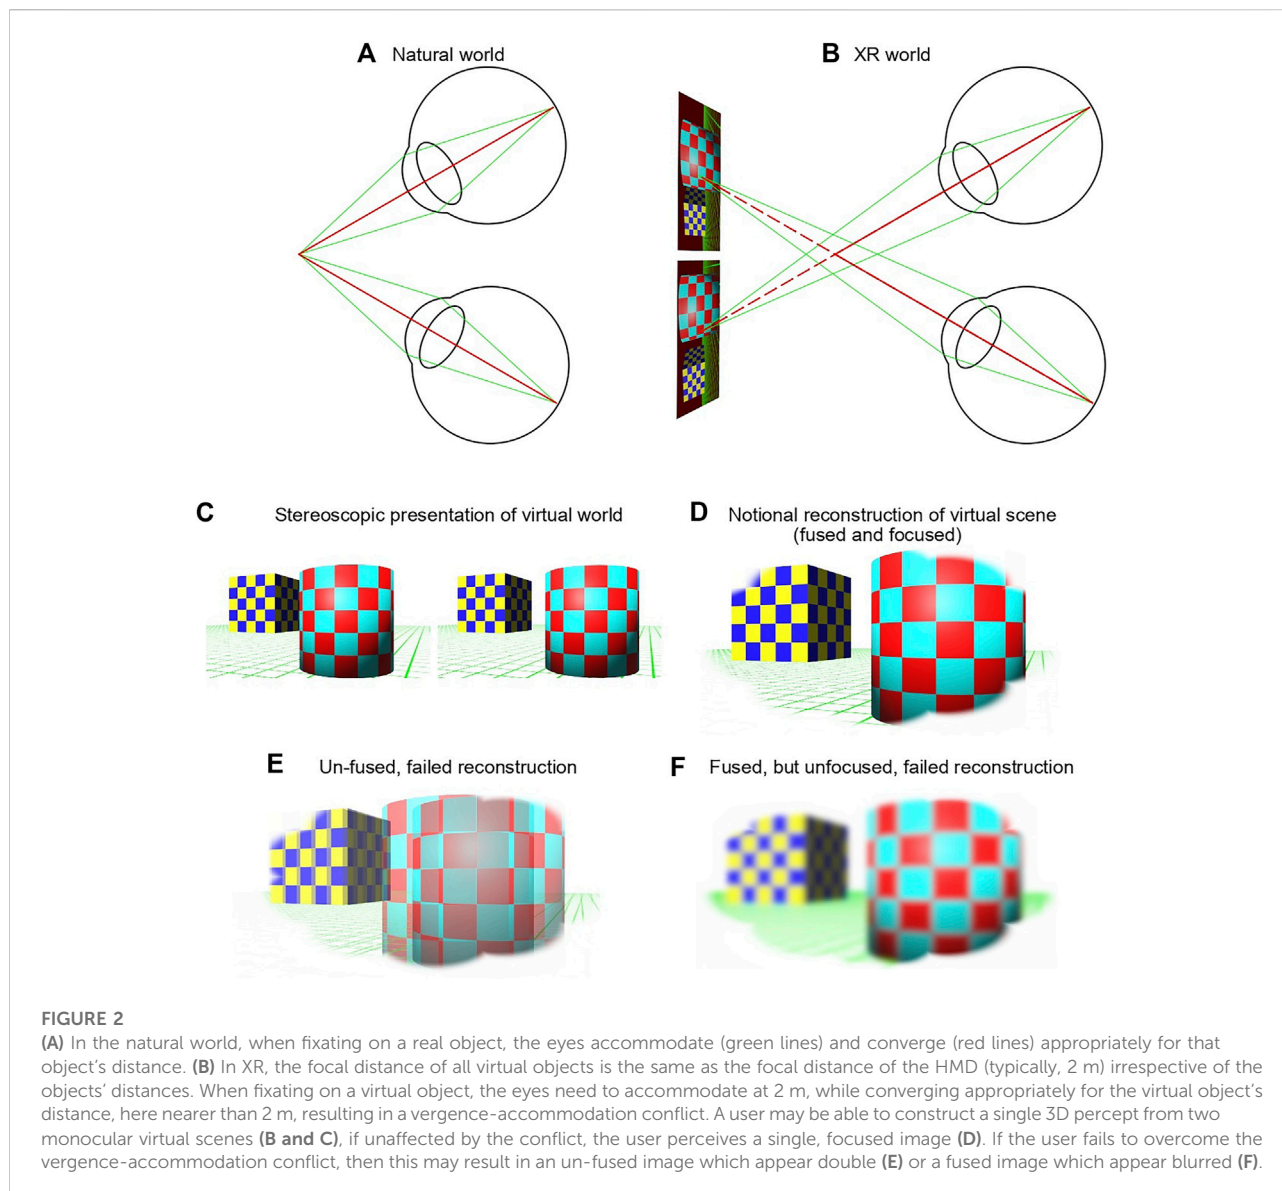 A Natural world
B XR world
C Stereoscopic presentation of virtual world
D Notional reconstruction of virtual scene
(fused and focused)
E Un-fused, failed reconstruction
F Fused, but unfocused, failed reconstruction
FIGURE 2
(A) In the natural world, when fixating on a real object, the eyes accommodate (green lines) and converge (red lines) appropriately for that
object's distance. (B) In XR, the focal distance of all virtual objects is the same as the focal distance of the HMD (typically, 2 m) irrespective of the
objects' distances. When fixating on a virtual object, the eyes need to accommodate at 2 m, while converging appropriately for the virtual object's
distance, here nearer than 2 m, resulting in a vergence-accommodation conflict. A user may be able to construct a single 3D percept from two
monocular virtual scenes (B and C), if unaffected by the conflict, the user perceives a single, focused image (D). If the user fails to overcome the
vergence-accommodation conflict, then this may result in an un-fused image which appear double (E) or a fused image which appear blurred (F).